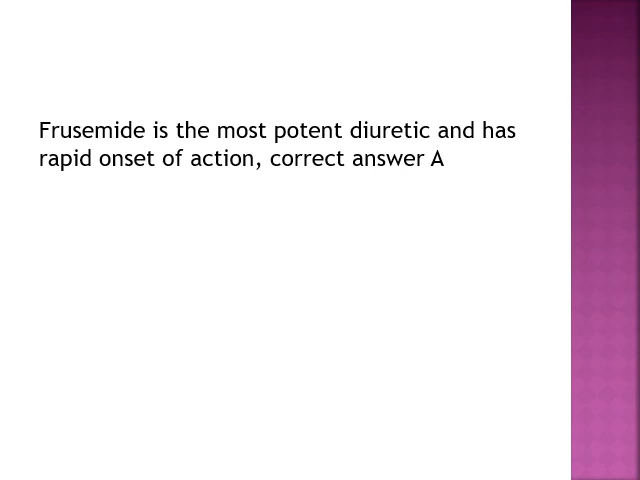 Frusemide is the most potent diuretic and has
rapid onset of action, correct answer A